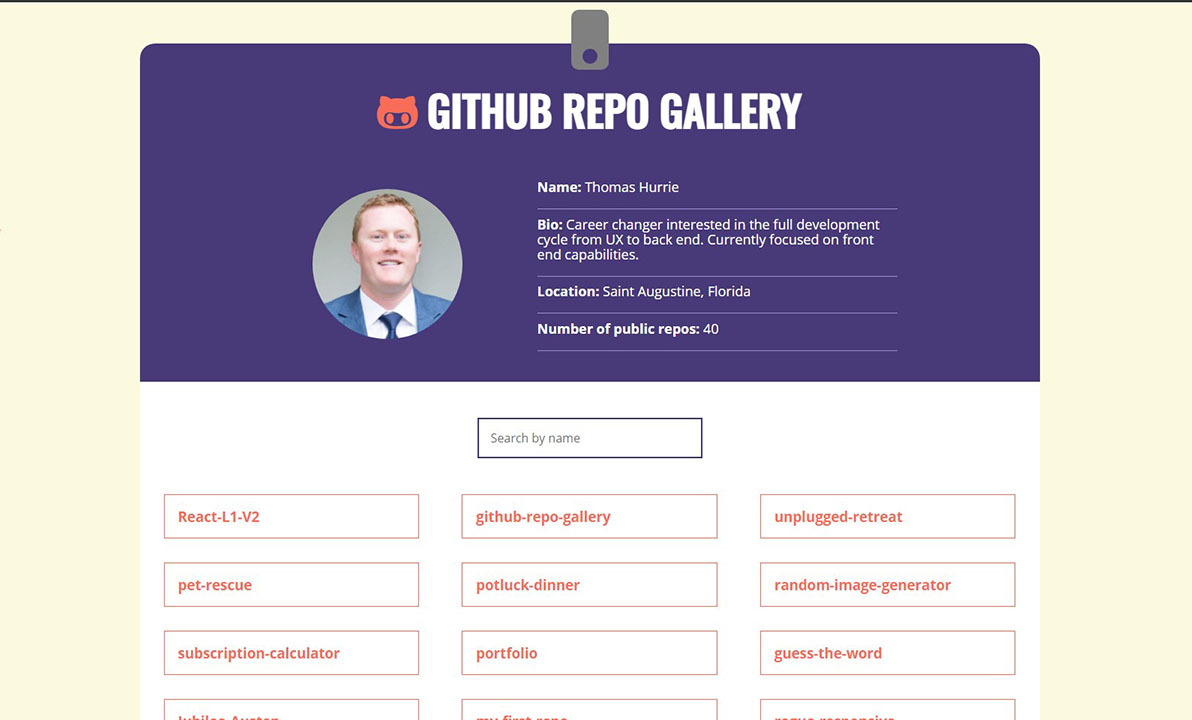 GITHUB REPO GALLERY
Name: Thomas Hurrie
Bio: Career changer interested in the full development
cycle from UX to back end. Currently focused on front
end capabilities.
Location: Saint Augustine, Florida
Number of public repos: 40
Search by name
React-L1-V2
github-repo-gallery
unplugged-retreat
pet-rescue
potluck-dinner
random-image-generator
subscription-calculator
portfolio
guess-the-word